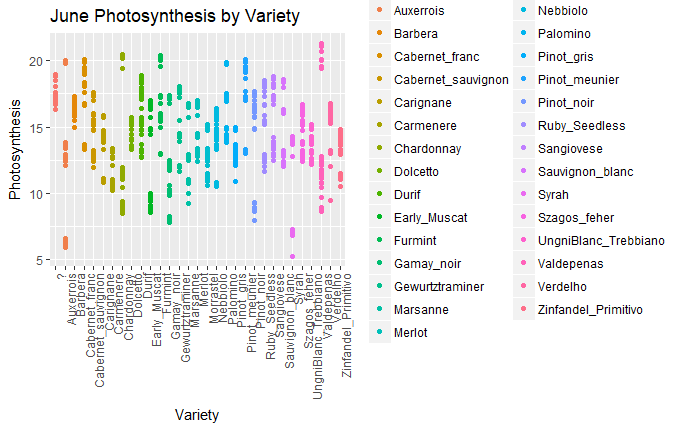 June Photosynthesis by Variety
Photosynthesis
20
15
10
5
?
Auxerrois
Barbera
Cabernet_franc
Cabernet_sauvignon
Carignane
Carmenere
Chardonnay
Dolcetto
Durif
Early_Muscat
Furmint
Gamay_noir
Gewurtztraminer
Marsanne
Merlot
Morrastel
Nebbiolo
Palomino
Pinot_gris
Pinot_meunier
Pinot_noir
Ruby_Seedless
Sangiovese
Sauvignon_blanc
Syrah
Szagos_feher
UngniBlanc_Trebbiano
Valdepenas
Verdelho
Zinfandel_Primitivo
Variety
Auxerrois
Barbera
Cabernet_franc
Cabernet_sauvignon
Carignane
Carmenere
Chardonnay
Dolcetto
Durif
Early_Muscat
Furmint
Gamay_noir
Gewurtztraminer
Marsanne
Merlot
Nebbiolo
Palomino
Pinot_gris
Pinot_meunier
Pinot_noir
Ruby_Seedless
Sangiovese
Sauvignon_blanc
Syrah
Szagos_feher
UngniBlanc_Trebbiano
Valdepenas
Verdelho
Zinfandel_Primitivo